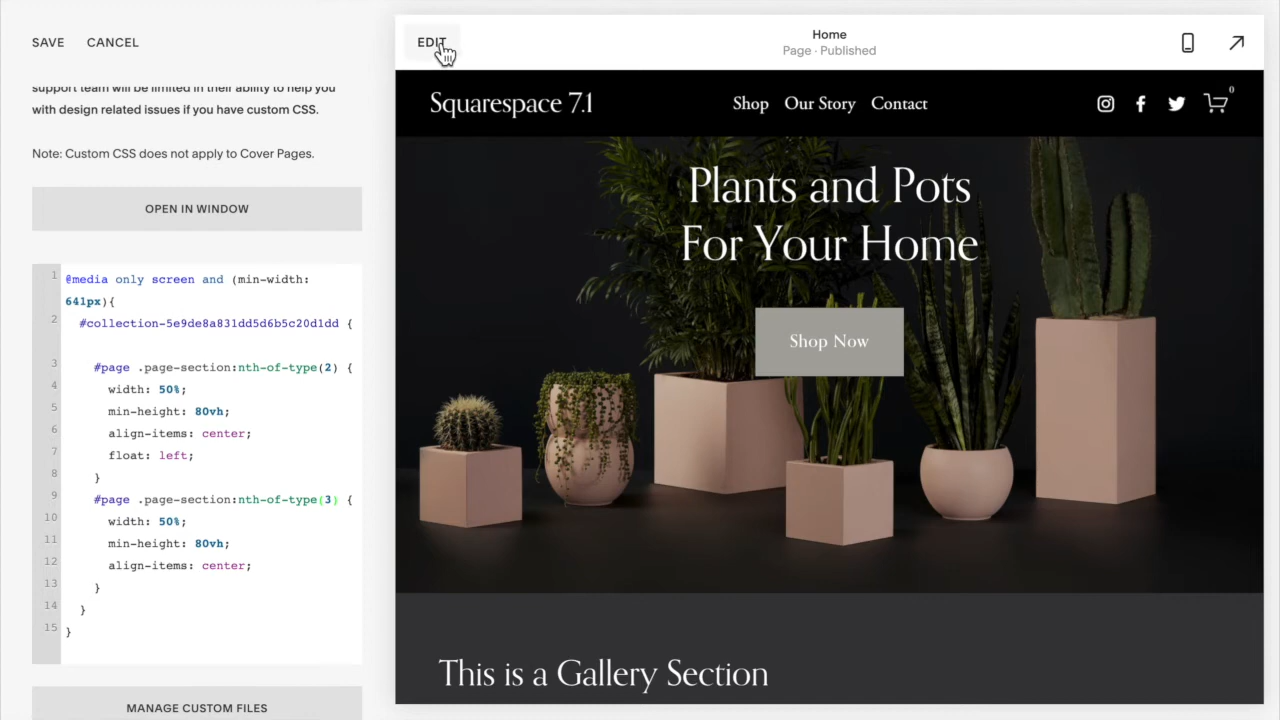 SAVE CANCEL
support team will be limited in their ability to help you
with design related issues if you have custom CSS.
Note: Custom CSS does not apply to Cover Pages.
OPEN IN WINDOW
1 @media only screen and (min-width:
641px){
2 #collection-5e9de8a831dd5d6b5c20d1dd {
3 #page .page-section:nth-of-type(2) {
4 width: 50%;
5 min-height: 80vh;
6 align-items: center;
7 float: left;
8 }
9 #page .page-section:nth-of-type(3) {
10 width: 50%;
11 min-height: 80vh;
12 align-items: center;
13 }
14 }
15 }
MANAGE CUSTOM FILES
EDIT
Home
Page · Published
Squarespace 7.1
Shop Our Story Contact
0
Plants and Pots
For Your Home
Shop Now
This is a Gallery Section